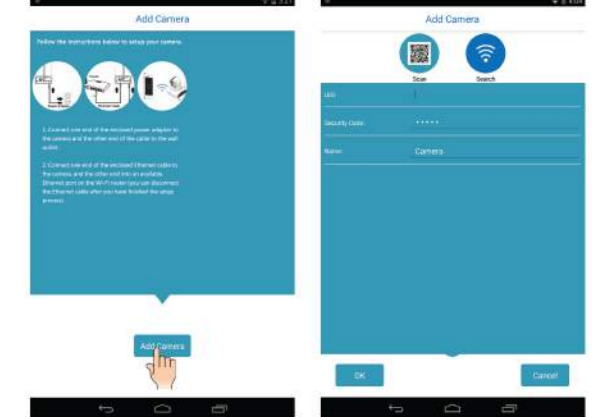 Add Camera
Follow the instructions below to setup your camera.
1. Connect one end of the enclosed power adapter to
the camera and the other end of the cable to the wall
outlet.
2. Connect one end of the enclosed Ethernet cable to
the camera, and the other end into an available
Ethernet port on the Wi-Fi router (you can disconnect
the Ethernet cable after you have finished the setup
process).
Add Camera
Add Camera
Scan
Search
UID:
Security Code:
Name:
Camera
OK
Cancel